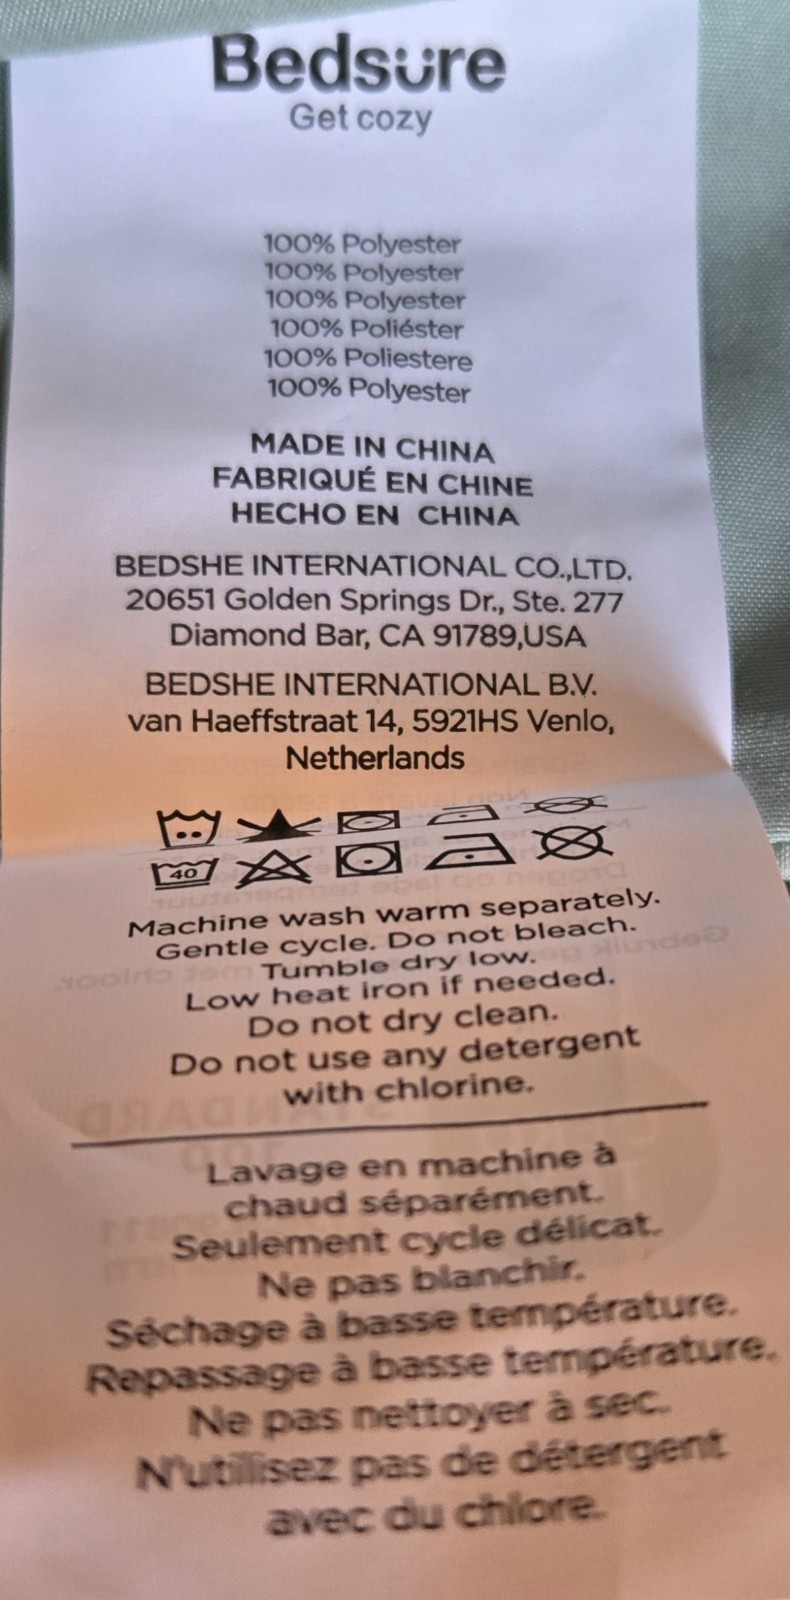 Bedsure
Get cozy
100% Polyester
100% Polyester
100% Polyester
100% Poliéster
100% Poliestere
100% Polyester
MADE IN CHINA
FABRIQUÉ EN CHINE
HECHO EN CHINA
BEDSHE INTERNATIONAL CO.,LTD.
20651 Golden Springs Dr., Ste. 277
Diamond Bar, CA 91789,USA
BEDSHE INTERNATIONAL B.V.
van Haeffstraat 14, 5921HS Venlo,
Netherlands
40
Machine wash warm separately.
Gentle cycle. Do not bleach.
Tumble dry low.
Low heat iron if needed.
Do not dry clean.
Do not use any detergent
with chlorine.
Lavage en machine à
chaud séparément.
Seulement cycle délicat.
Ne pas blanchir.
Séchage à basse température.
Repassage à basse température.
Ne pas nettoyer à sec.
N'utilisez pas de détergent
avec du chlore.